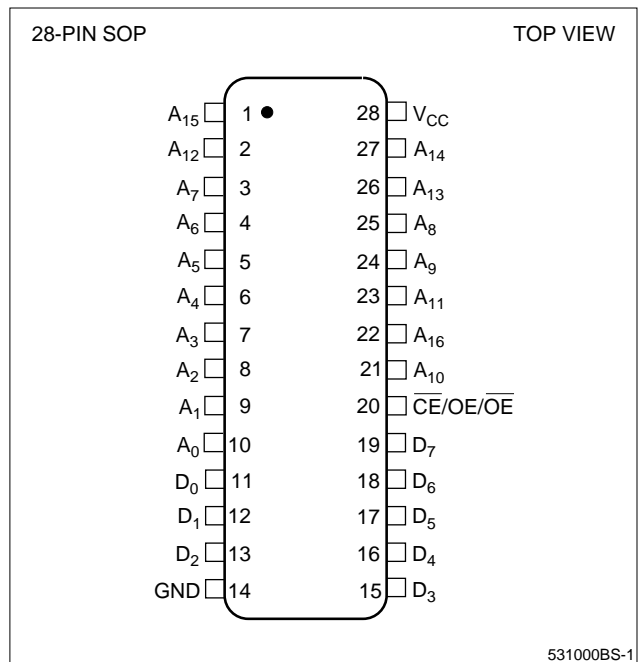 28-PIN SOP TOP VIEW
A15 1 28 VCC
A12 2 27 A14
A7 3 26 A13
A6 4 25 A8
A5 5 24 A9
A4 6 23 A11
A3 7 22 A16
A2 8 21 A10
A1 9 20 C̅E̅/OE/O̅E̅
A0 10 19 D7
D0 11 18 D6
D1 12 17 D5
D2 13 16 D4
GND 14 15 D3
531000BS-1